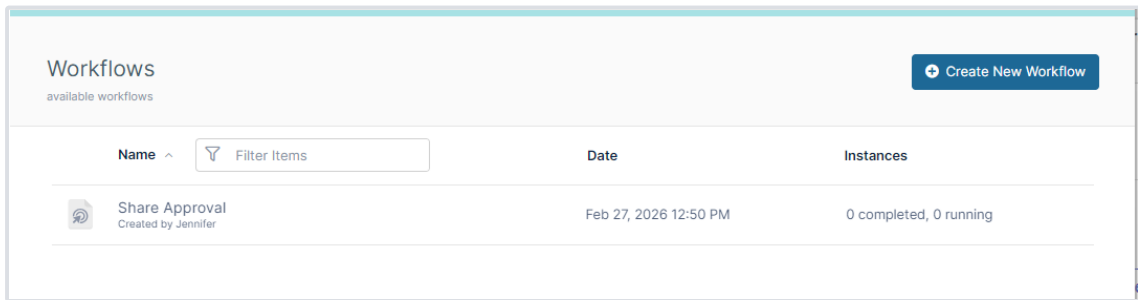 Workflows
Create New Workflow
available workflows
Name
Filter Items
Date
Instances
Share Approval
Created by Jennifer
Feb 27, 2026 12:50 PM
0 completed, 0 running